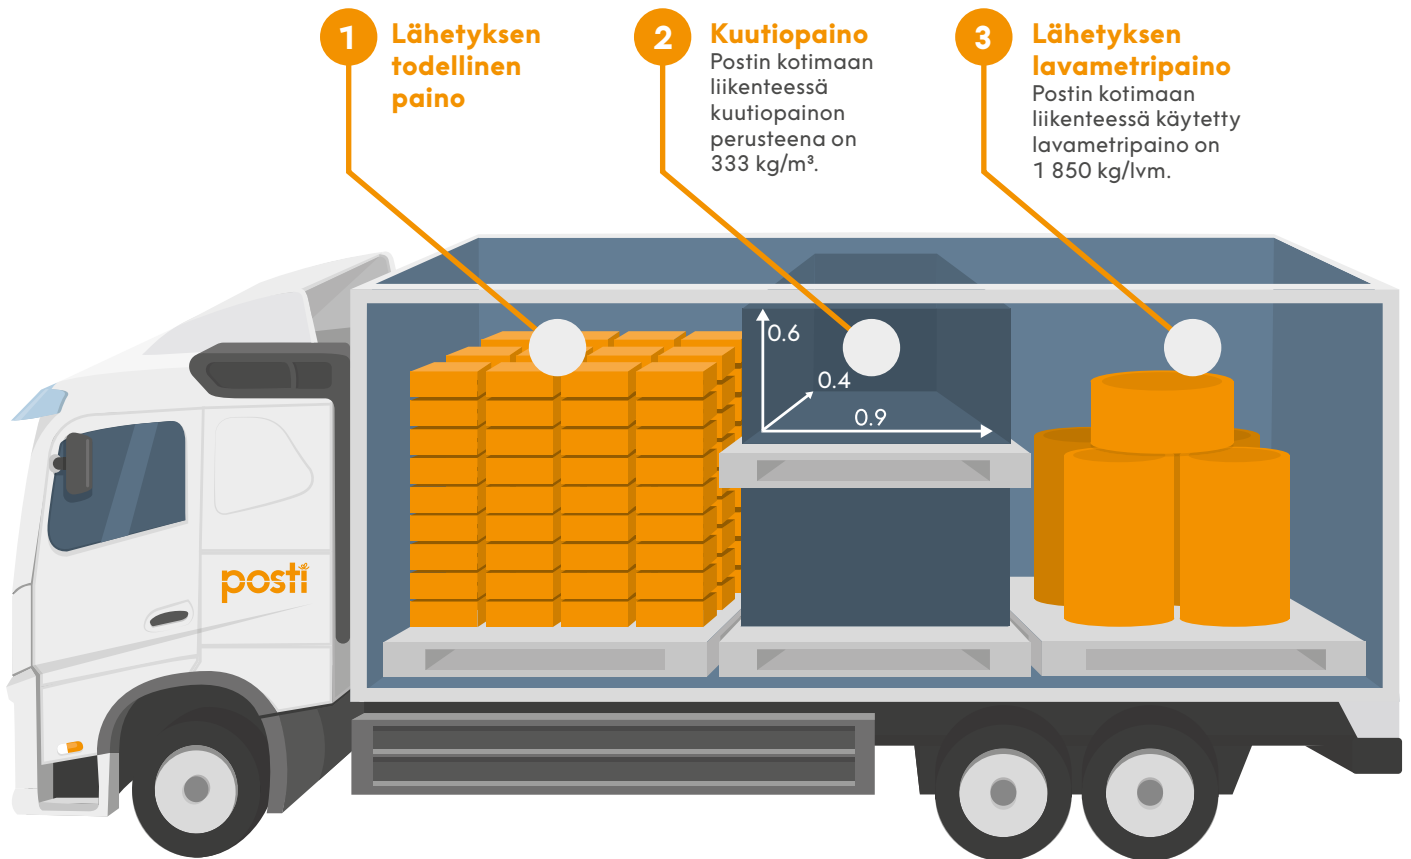 1
Lähetyksen
todellinen
paino
2
Kuutiopaino
Postin kotimaan
liikenteessä
kuutiopainon
perusteena on
333 kg/m³.
3
Lähetyksen
lavametripaino
Postin kotimaan
liikenteessä käytetty
lavametripaino on
1 850 kg/lvm.
0.6
0.4
0.9
posti